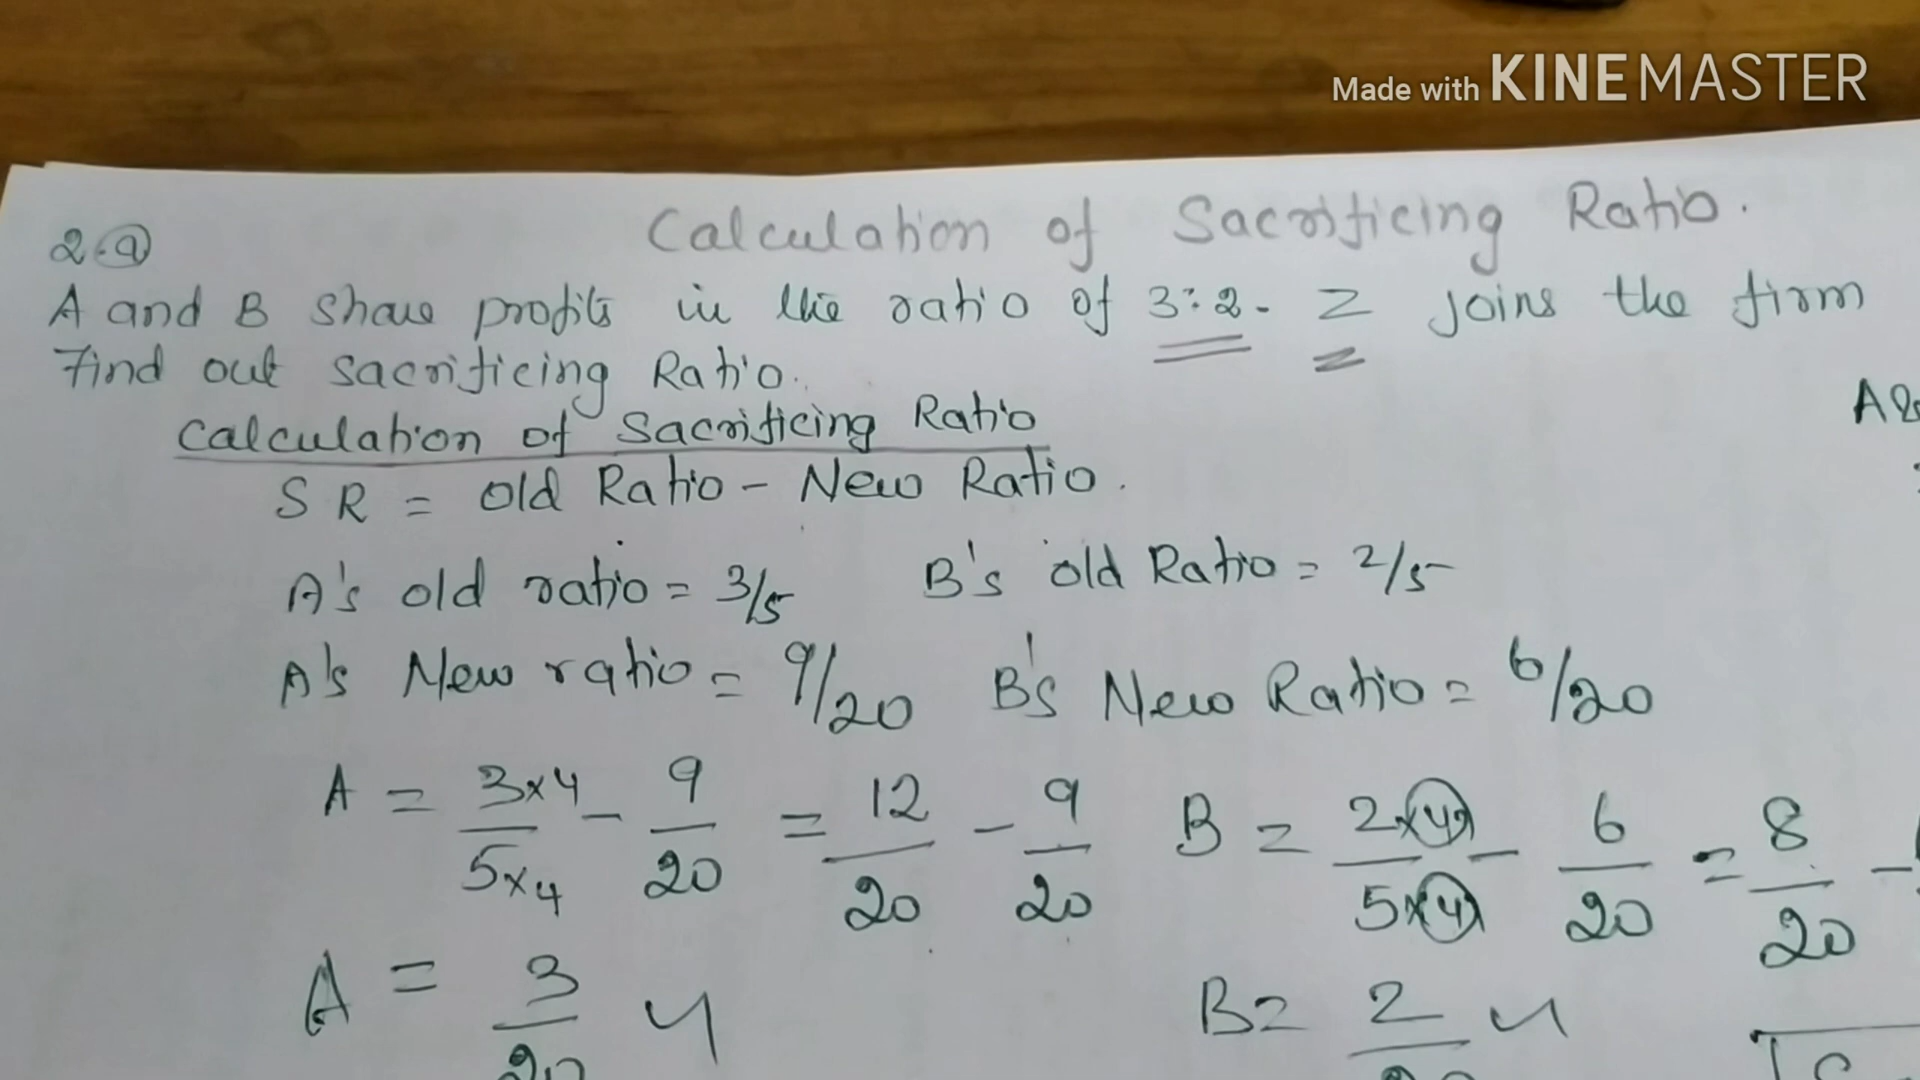 Made with KINEMASTER
Calculation of Sacrificing Ratio.
2.a
A and B share profits in the ratio of 3:2. Z joins the firm
Find out sacrificing Ratio.
Calculation of Sacrificing Ratio
SR = Old Ratio - New Ratio.
A's old ratio = 3/5 B's old Ratio = 2/5
A's New ratio = 9/20 B's New Ratio = 6/20
A = 3x4/5x4 - 9/20 = 12/20 - 9/20 B = 2x4/5x4 - 6/20 = 8/20 -
A = 3/20 B = 2/20